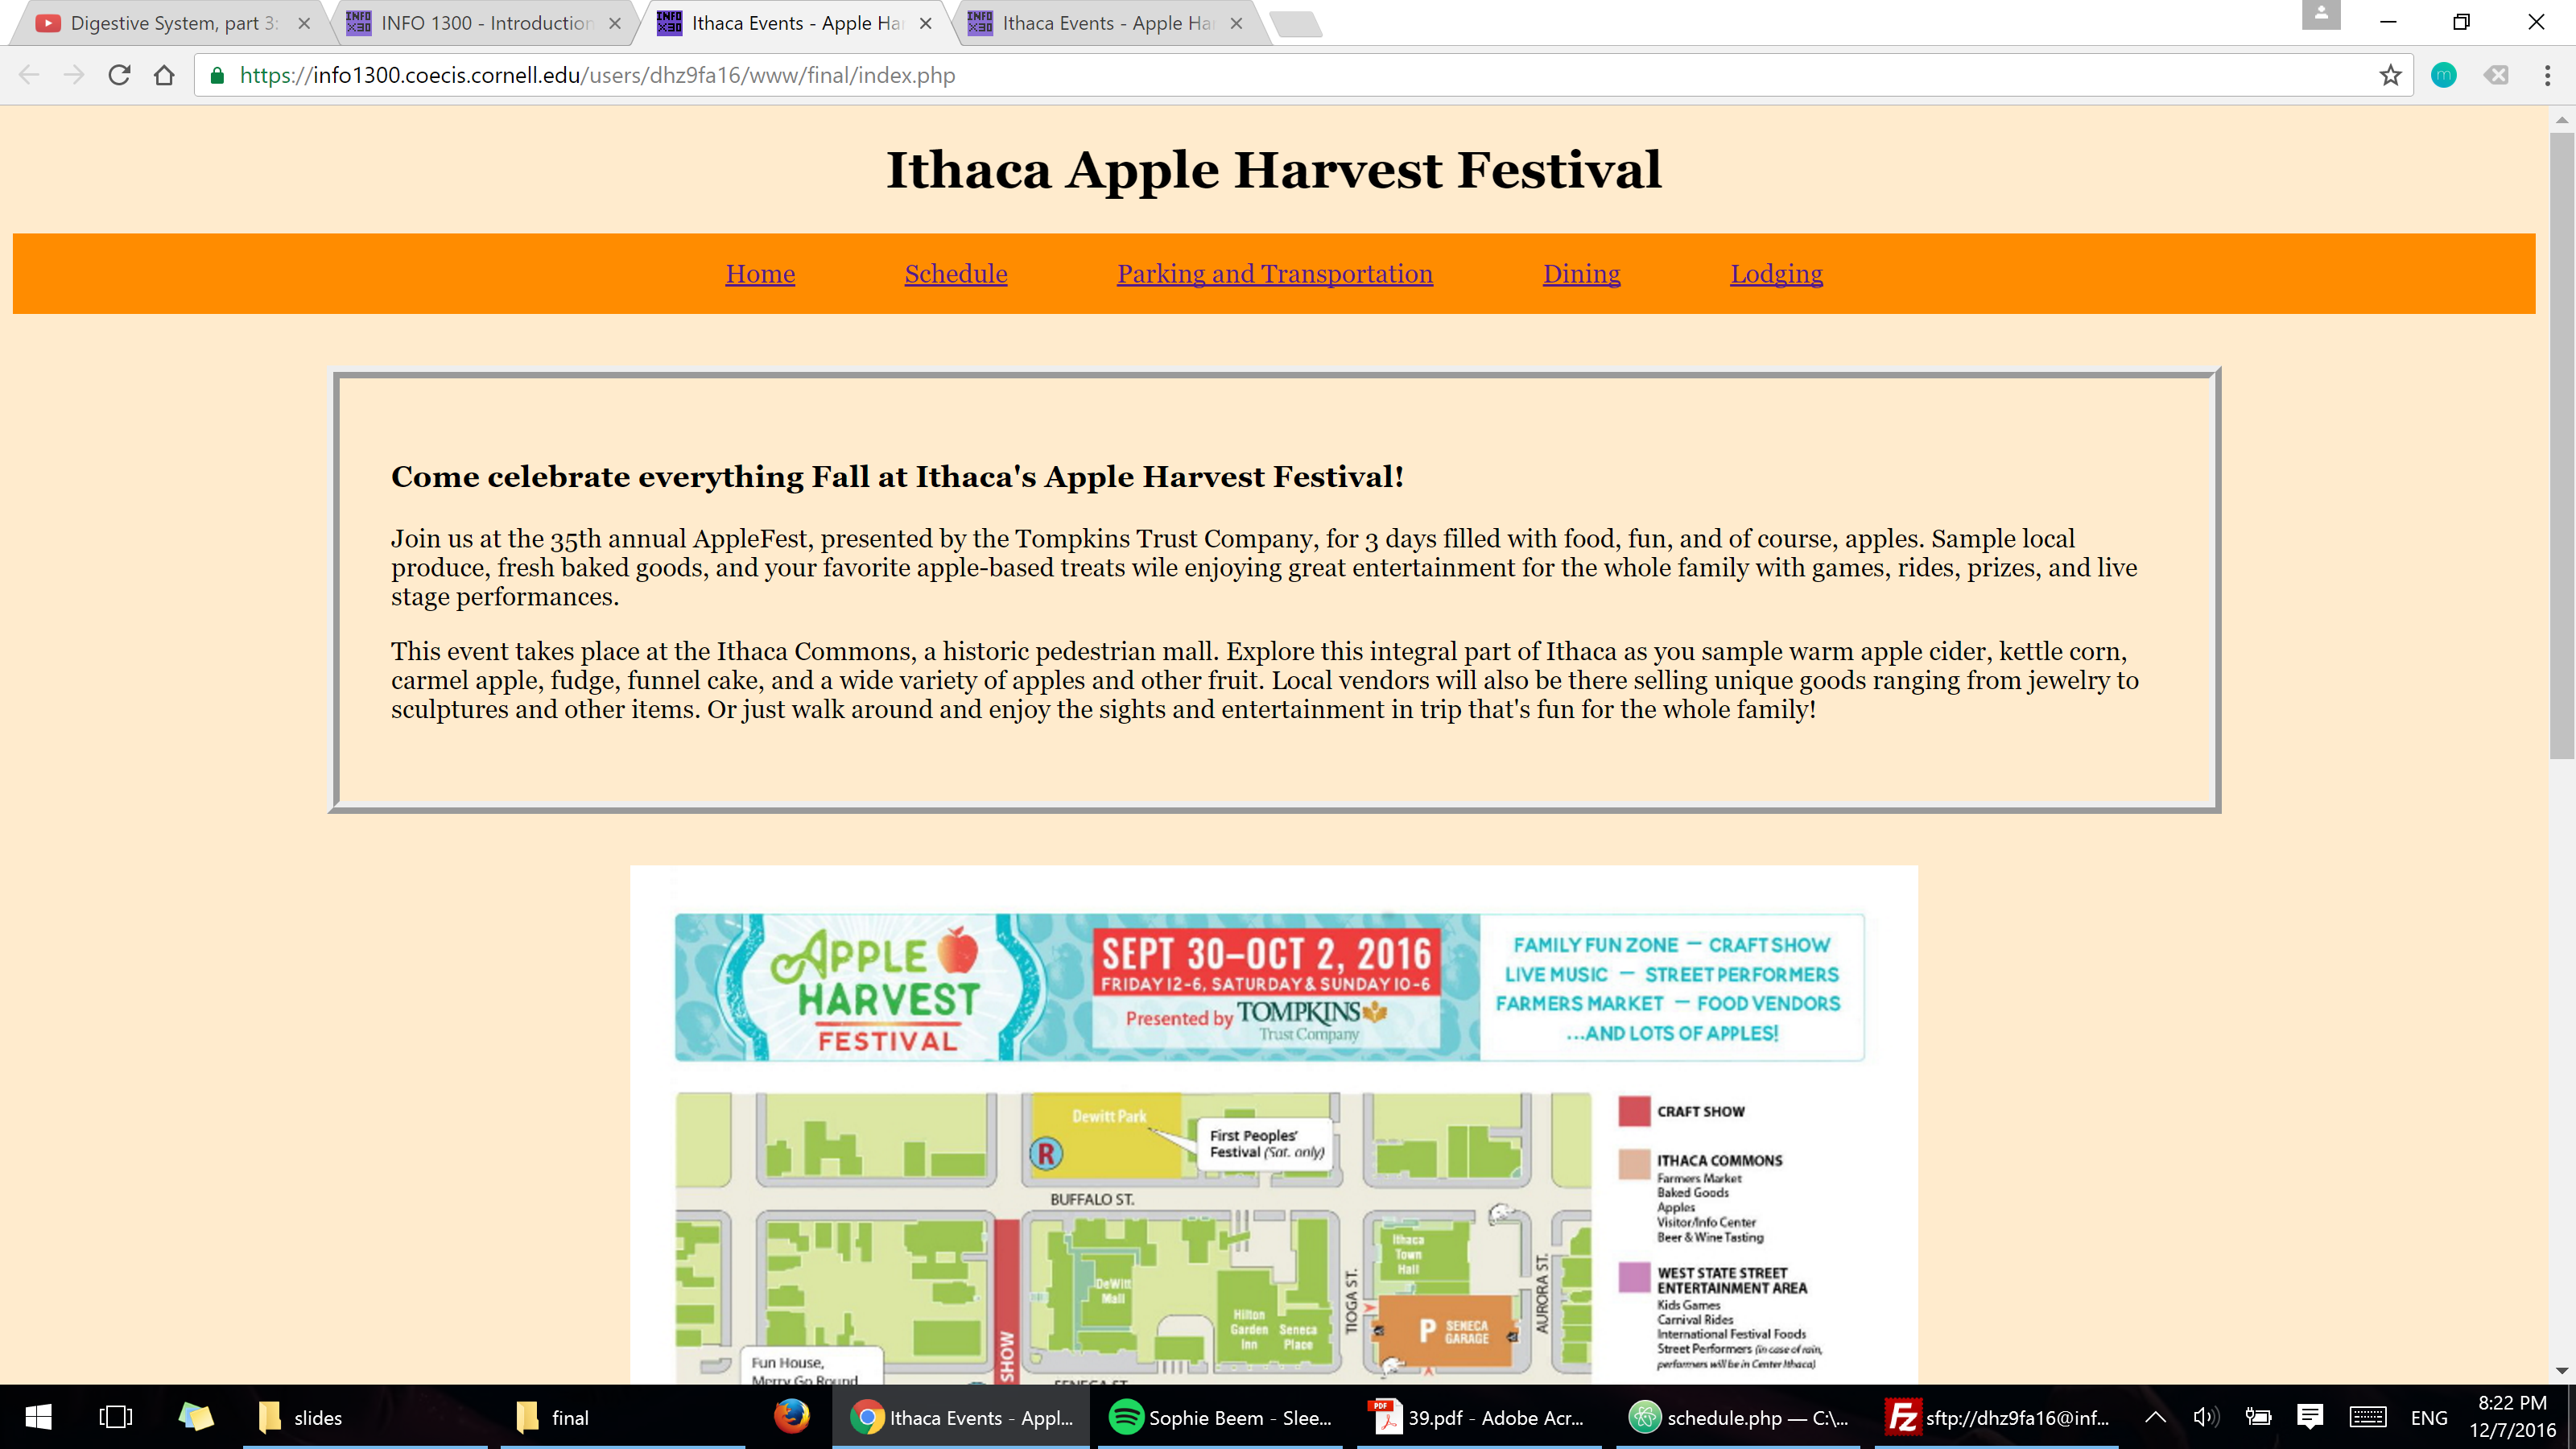 Digestive System, part 3:
INFO 1300 - Introduction
Ithaca Events - Apple Har
Ithaca Events - Apple Har
https://info1300.coecis.cornell.edu/users/dhz9fa16/www/final/index.php
Ithaca Apple Harvest Festival
Home Schedule Parking and Transportation Dining Lodging
Come celebrate everything Fall at Ithaca's Apple Harvest Festival!
Join us at the 35th annual AppleFest, presented by the Tompkins Trust Company, for 3 days filled with food, fun, and of course, apples. Sample local
produce, fresh baked goods, and your favorite apple-based treats wile enjoying great entertainment for the whole family with games, rides, prizes, and live
stage performances.
This event takes place at the Ithaca Commons, a historic pedestrian mall. Explore this integral part of Ithaca as you sample warm apple cider, kettle corn,
carmel apple, fudge, funnel cake, and a wide variety of apples and other fruit. Local vendors will also be there selling unique goods ranging from jewelry to
sculptures and other items. Or just walk around and enjoy the sights and entertainment in trip that's fun for the whole family!
APPLE
HARVEST
FESTIVAL
SEPT 30–OCT 2, 2016
FRIDAY 12-6, SATURDAY & SUNDAY 10-6
Presented by TOMPKINS
Trust Company
FAMILY FUN ZONE — CRAFT SHOW
LIVE MUSIC — STREET PERFORMERS
FARMERS MARKET — FOOD VENDORS
...AND LOTS OF APPLES!
Dewitt Park
R
First Peoples'
Festival (Sat. only)
BUFFALO ST.
DeWitt
Mall
Hilton
Garden
Inn
Seneca
Place
TIOGA ST.
Ithaca
Town
Hall
P SENECA
GARAGE
AURORA ST.
SHOW
Fun House,
Merry Go Round
SENECA ST.
CRAFT SHOW
ITHACA COMMONS
Farmers Market
Baked Goods
Apples
Visitor/Info Center
Beer & Wine Tasting
WEST STATE STREET
ENTERTAINMENT AREA
Kids Games
Carnival Rides
International Festival Foods
Street Performers (in case of rain,
performers will be in Center Ithaca)
slides
final
Ithaca Events - Appl...
Sophie Beem - Slee...
39.pdf - Adobe Acr...
schedule.php — C:\...
sftp://dhz9fa16@inf...
ENG
8:22 PM
12/7/2016